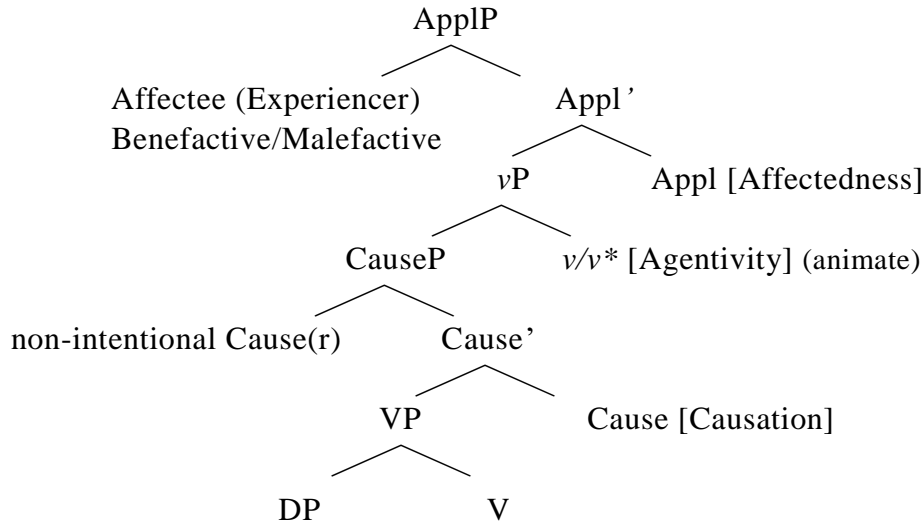 ApplP
Affectee (Experiencer) Appl’
Benefactive/Malefactive
vP Appl [Affectedness]
CauseP v/v* [Agentivity] (animate)
non-intentional Cause(r) Cause’
VP Cause [Causation]
DP V